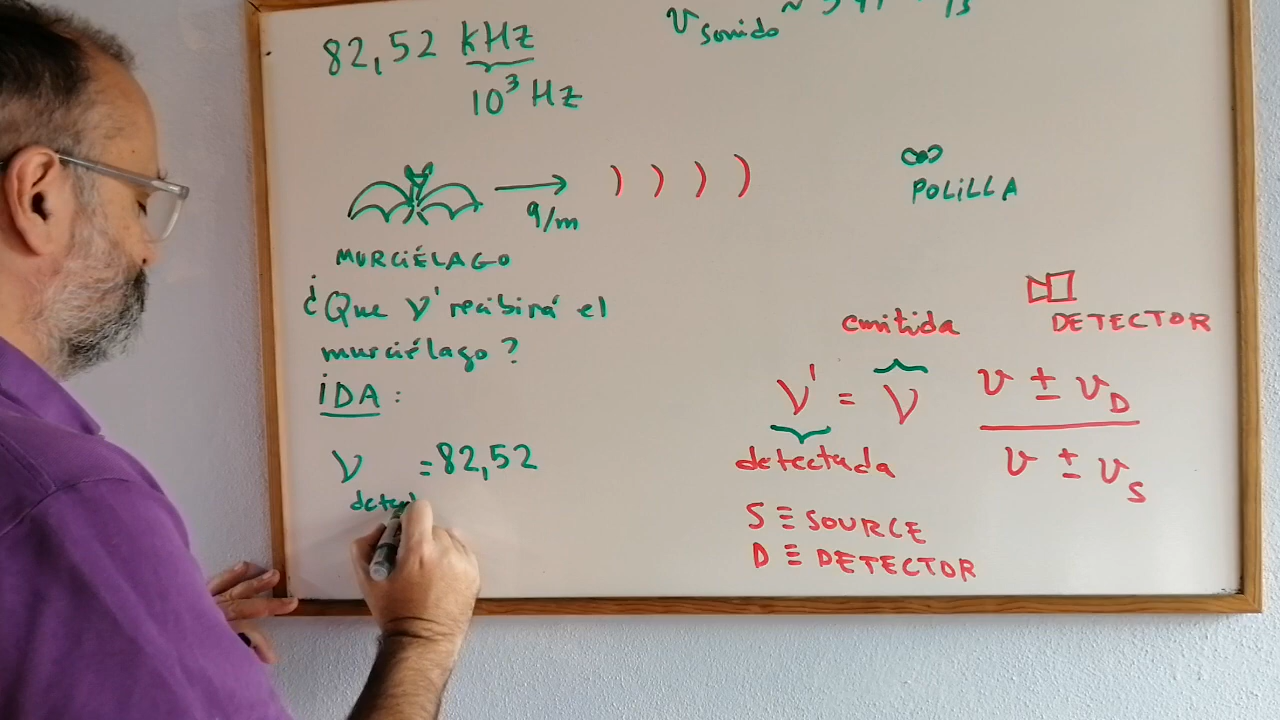 82,52 KHz
10³ Hz
v sonido ~
9/m
POLILLA
MURCIÉLAGO
¿Que ν' recibirá el
murciélago?
IDA:
ν = 82,52
DETECTOR
emitida
ν' = ν v ± v_D
v ± v_S
detectada
S ≡ SOURCE
D ≡ DETECTOR